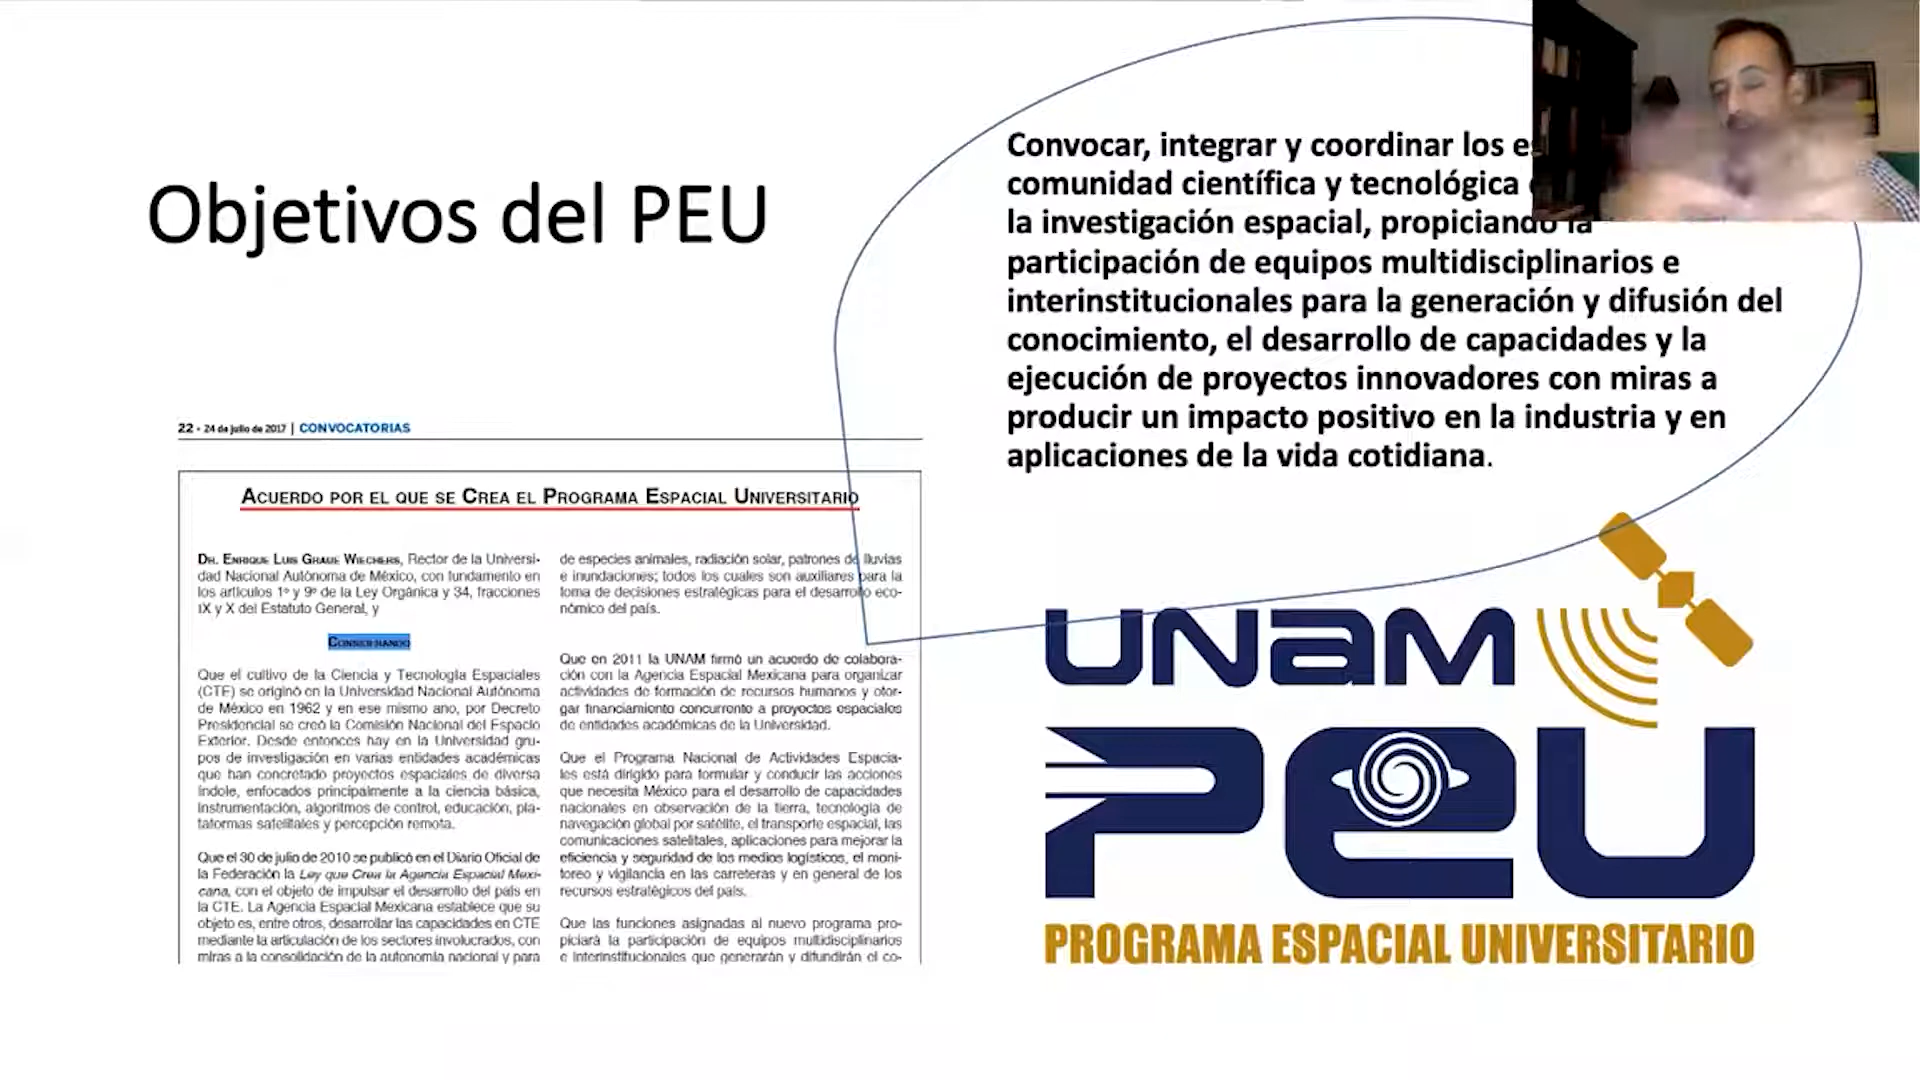 Objetivos del PEU
Convocar, integrar y coordinar los
comunidad científica y tecnológica
la investigación espacial, propiciando la
participación de equipos multidisciplinarios e
interinstitucionales para la generación y difusión del
conocimiento, el desarrollo de capacidades y la
ejecución de proyectos innovadores con miras a
producir un impacto positivo en la industria y en
aplicaciones de la vida cotidiana.
22 • 24 de julio de 2017 | CONVOCATORIAS
ACUERDO POR EL QUE SE CREA EL PROGRAMA ESPACIAL UNIVERSITARIO
DR. ENRIQUE LUIS GRAUE WIECHERS, Rector de la Universi-
dad Nacional Autónoma de México, con fundamento en
los artículos 1º y 9º de la Ley Orgánica y 34, fracciones
IX y X del Estatuto General, y
CONSIDERANDO
Que el cultivo de la Ciencia y Tecnología Espaciales
(CTE) se originó en la Universidad Nacional Autónoma
de México en 1962 y en ese mismo año, por Decreto
Presidencial se creó la Comisión Nacional del Espacio
Exterior. Desde entonces hay en la Universidad gru-
pos de investigación en varias entidades académicas
que han concretado proyectos espaciales de diversa
índole, enfocados principalmente a la ciencia básica,
instrumentación, algoritmos de control, educación, pla-
taformas satelitales y percepción remota.
Que el 30 de julio de 2010 se publicó en el Diario Oficial de
la Federación la Ley que Crea la Agencia Espacial Mexi-
cana, con el objeto de impulsar el desarrollo del país en
la CTE. La Agencia Espacial Mexicana establece que su
objeto es, entre otros, desarrollar las capacidades en CTE
mediante la articulación de los sectores involucrados, con
miras a la consolidación de la autonomía nacional y para
de especies animales, radiación solar, patrones de lluvias
e inundaciones; todos los cuales son auxiliares para la
toma de decisiones estratégicas para el desarrollo eco-
nómico del país.
Que en 2011 la UNAM firmó un acuerdo de colabora-
ción con la Agencia Espacial Mexicana para organizar
actividades de formación de recursos humanos y otor-
gar financiamiento concurrente a proyectos espaciales
de entidades académicas de la Universidad.
Que el Programa Nacional de Actividades Espacia-
les está dirigido para formular y conducir las acciones
que necesita México para el desarrollo de capacidades
nacionales en observación de la tierra, tecnología de
navegación global por satélite, el transporte espacial, las
comunicaciones satelitales, aplicaciones para mejorar la
eficiencia y seguridad de los medios logísticos, el moni-
toreo y vigilancia en las carreteras y en general de los
recursos estratégicos del país.
Que las funciones asignadas al nuevo programa pro-
piciará la participación de equipos multidisciplinarios
e interinstitucionales que generarán y difundirán el co-
UNAM
PEU
PROGRAMA ESPACIAL UNIVERSITARIO